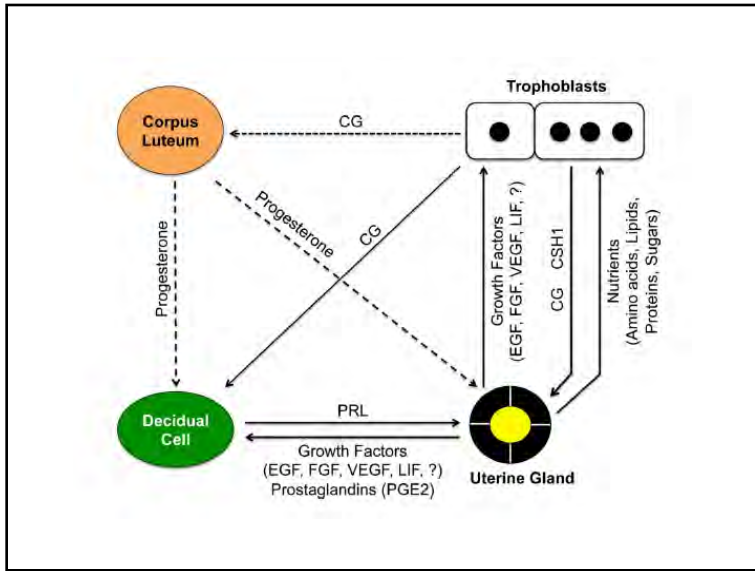 Trophoblasts
Corpus
Luteum
CG
Progesterone
Progesterone
CG
Growth Factors
(EGF, FGF, VEGF, LIF, ?)
CG CSH1
Nutrients
(Amino acids, Lipids,
Proteins, Sugars)
Decidual
Cell
PRL
Growth Factors
(EGF, FGF, VEGF, LIF, ?)
Prostaglandins (PGE2)
Uterine Gland